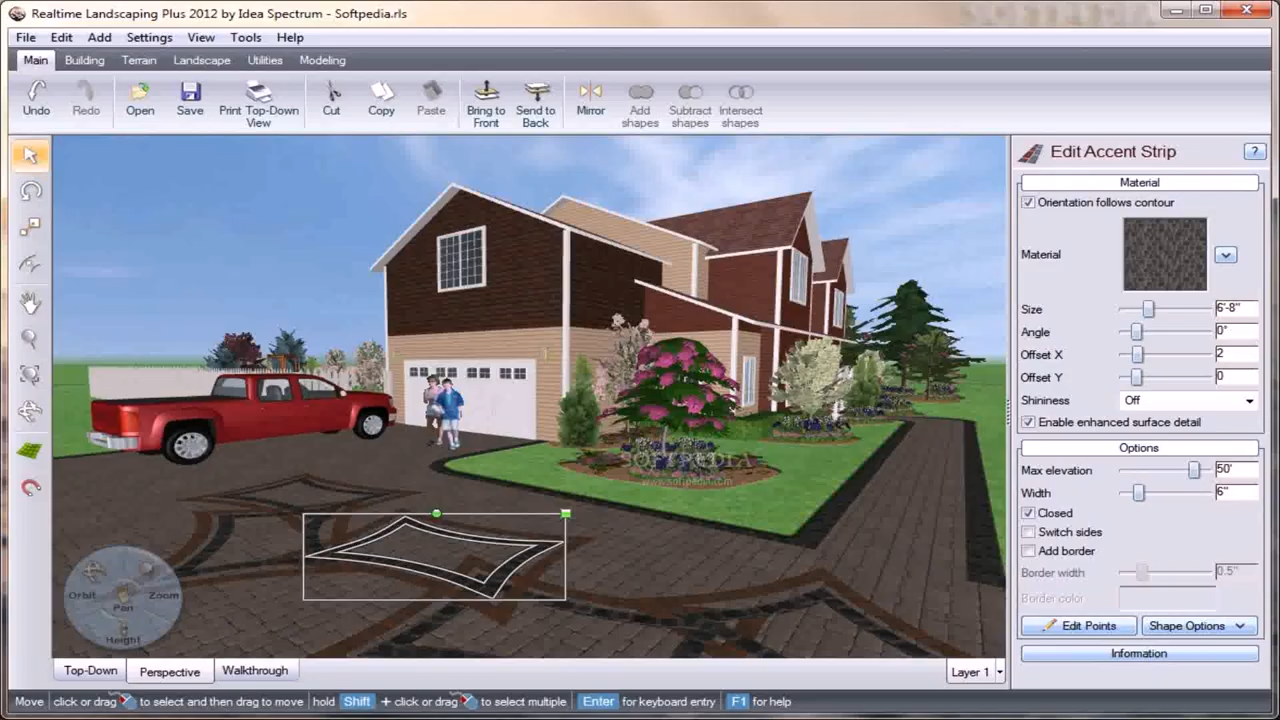 Realtime Landscaping Plus 2012 by Idea Spectrum - Softpedia.rls
File Edit Add Settings View Tools Help
Main Building Terrain Landscape Utilities Modeling
Undo Redo Open Save Print Top-Down View Cut Copy Paste Bring to Front Send to Back Mirror Add shapes Subtract shapes Intersect shapes
Edit Accent Strip ?
Material
Orientation follows contour
Material
Size 6'-8"
Angle 0°
Offset X 2
Offset Y 0
Shininess Off
Enable enhanced surface detail
Options
Max elevation 50'
Width 6"
Closed
Switch sides
Add border
Border width 0.5"
Border color
Edit Points Shape Options
Information
SOFTPEDIA
www.softpedia.com
Orbit Pan Zoom
Height
Top-Down Perspective Walkthrough Layer 1
Move click or drag to select and then drag to move hold Shift + click or drag to select multiple Enter for keyboard entry F1 for help